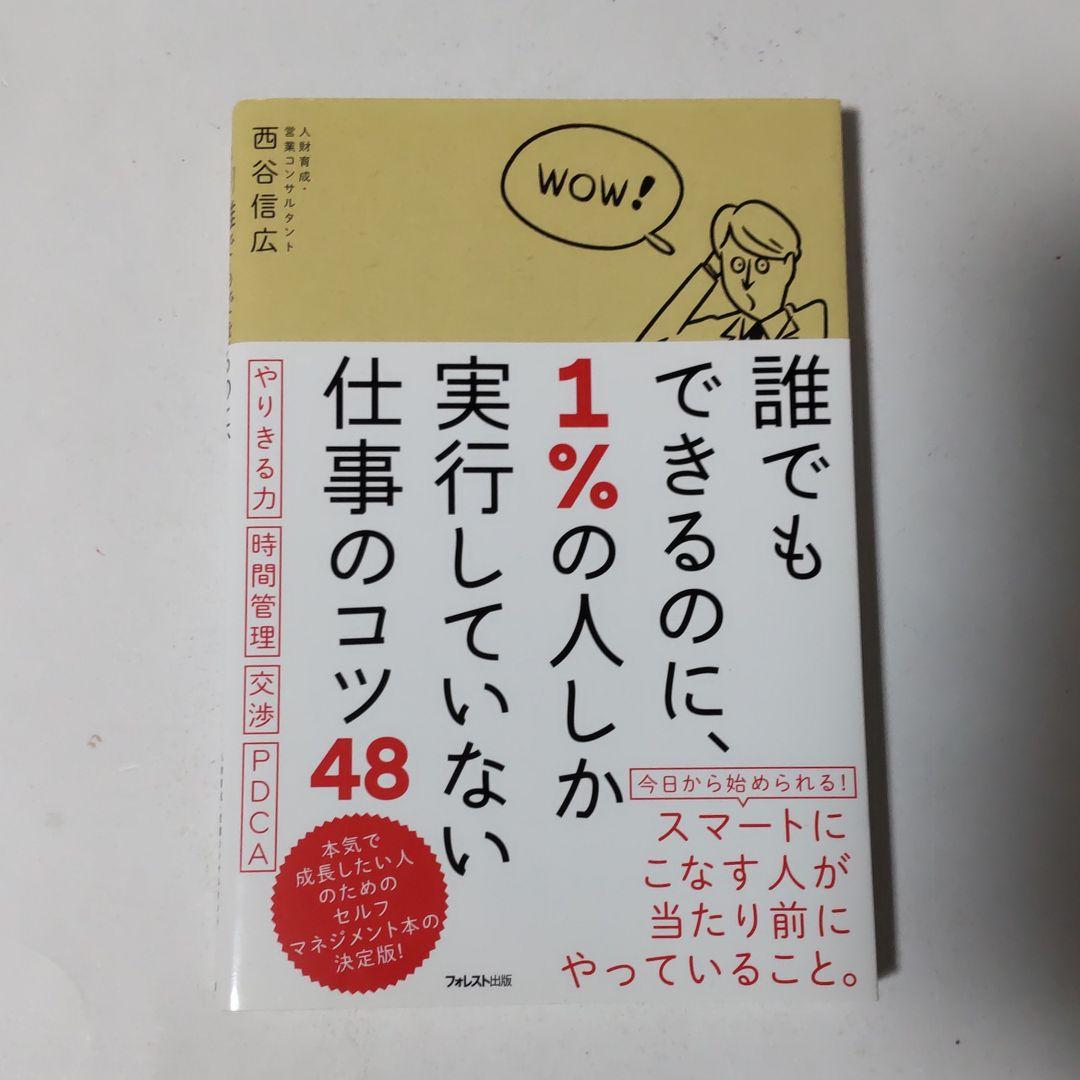 人財育成・
営業コンサルタント
西谷信広
WOW!
誰でも
できるのに、
1%の人しか
実行していない
仕事のコツ48
やりきる力
時間管理
交渉
PDCA
今日から始められる!
スマートに
こなす人が
当たり前に
やっていること。
本気で
成長したい人
のための
セルフ
マネジメント本の
決定版!
フォレスト出版